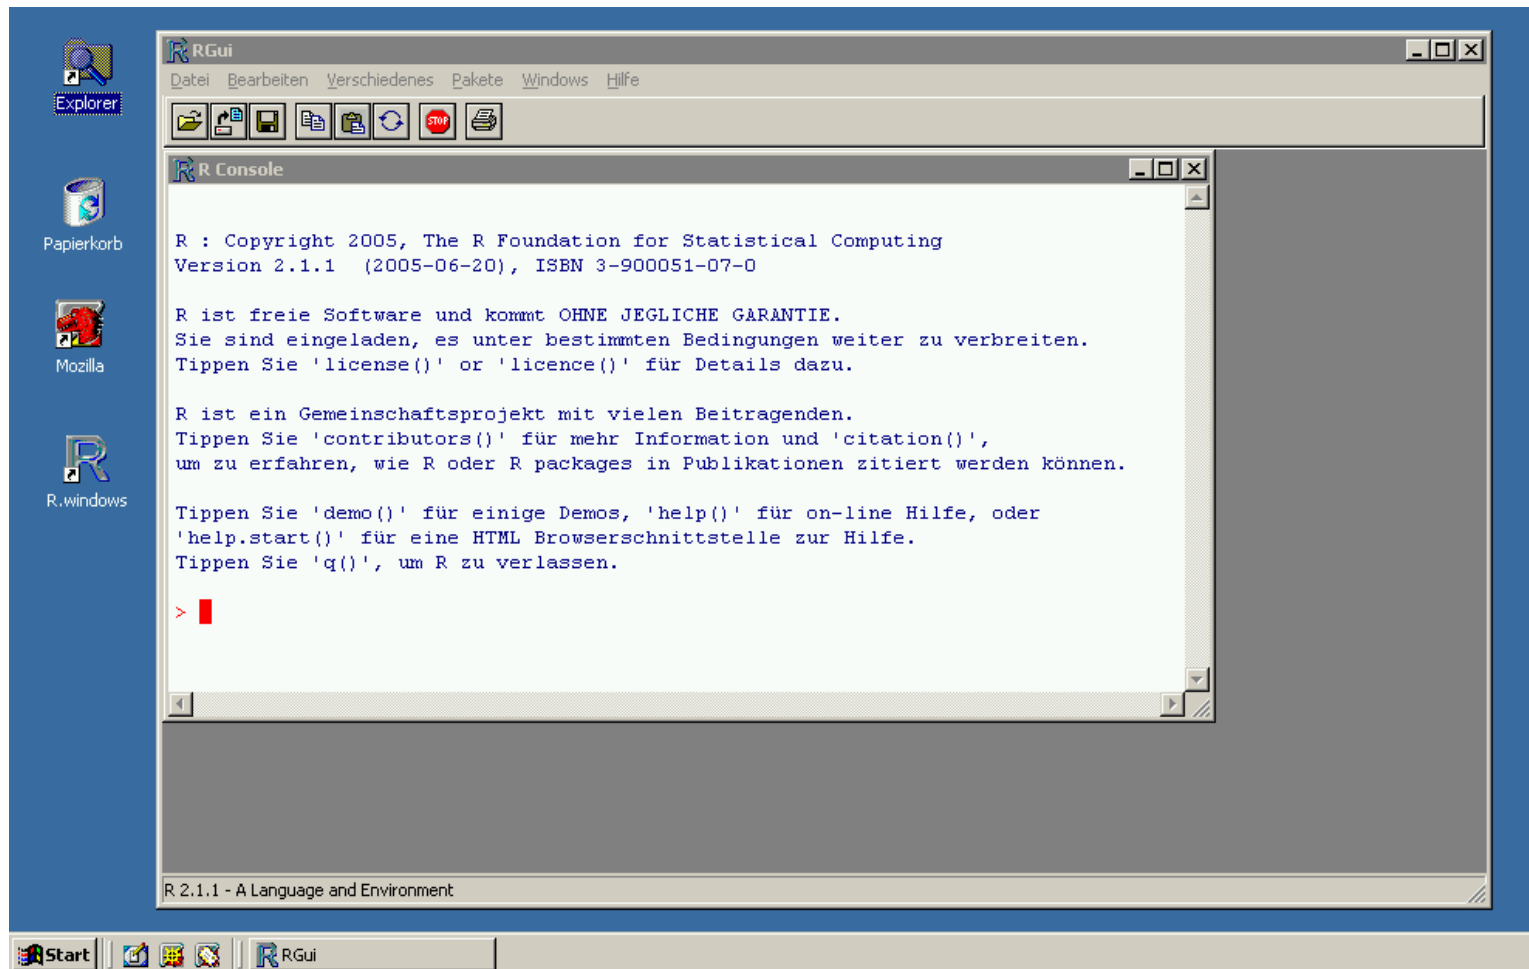 Explorer
Papierkorb
Mozilla
R.windows
RGui
Datei Bearbeiten Verschiedenes Pakete Windows Hilfe
STOP
R Console
R : Copyright 2005, The R Foundation for Statistical Computing
Version 2.1.1  (2005-06-20), ISBN 3-900051-07-0
R ist freie Software und kommt OHNE JEGLICHE GARANTIE.
Sie sind eingeladen, es unter bestimmten Bedingungen weiter zu verbreiten.
Tippen Sie 'license()' or 'licence()' für Details dazu.
R ist ein Gemeinschaftsprojekt mit vielen Beitragenden.
Tippen Sie 'contributors()' für mehr Information und 'citation()',
um zu erfahren, wie R oder R packages in Publikationen zitiert werden können.
Tippen Sie 'demo()' für einige Demos, 'help()' für on-line Hilfe, oder
'help.start()' für eine HTML Browserschnittstelle zur Hilfe.
Tippen Sie 'q()', um R zu verlassen.
>
R 2.1.1 - A Language and Environment
Start
RGui